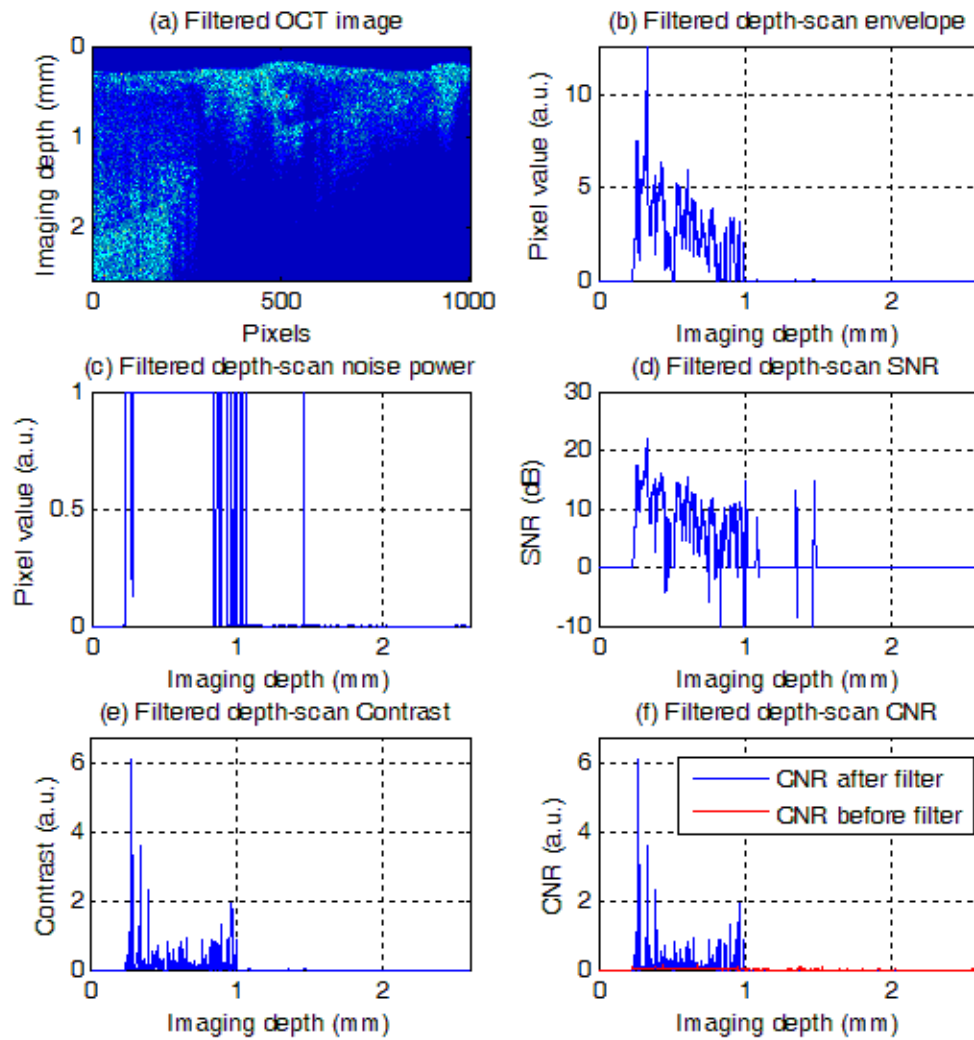 (a) Filtered OCT image
0
1
2
Imaging depth (mm)
0 500 1000
Pixels
(b) Filtered depth-scan envelope
10
5
0
Pixel value (a.u.)
0 1 2
Imaging depth (mm)
(c) Filtered depth-scan noise power
1
0.5
0
Pixel value (a.u.)
0 1 2
Imaging depth (mm)
(d) Filtered depth-scan SNR
30
20
10
0
-10
SNR (dB)
0 1 2
Imaging depth (mm)
(e) Filtered depth-scan Contrast
6
4
2
0
Contrast (a.u.)
0 1 2
Imaging depth (mm)
(f) Filtered depth-scan CNR
6
4
2
0
CNR (a.u.)
CNR after filter
CNR before filter
0 1 2
Imaging depth (mm)